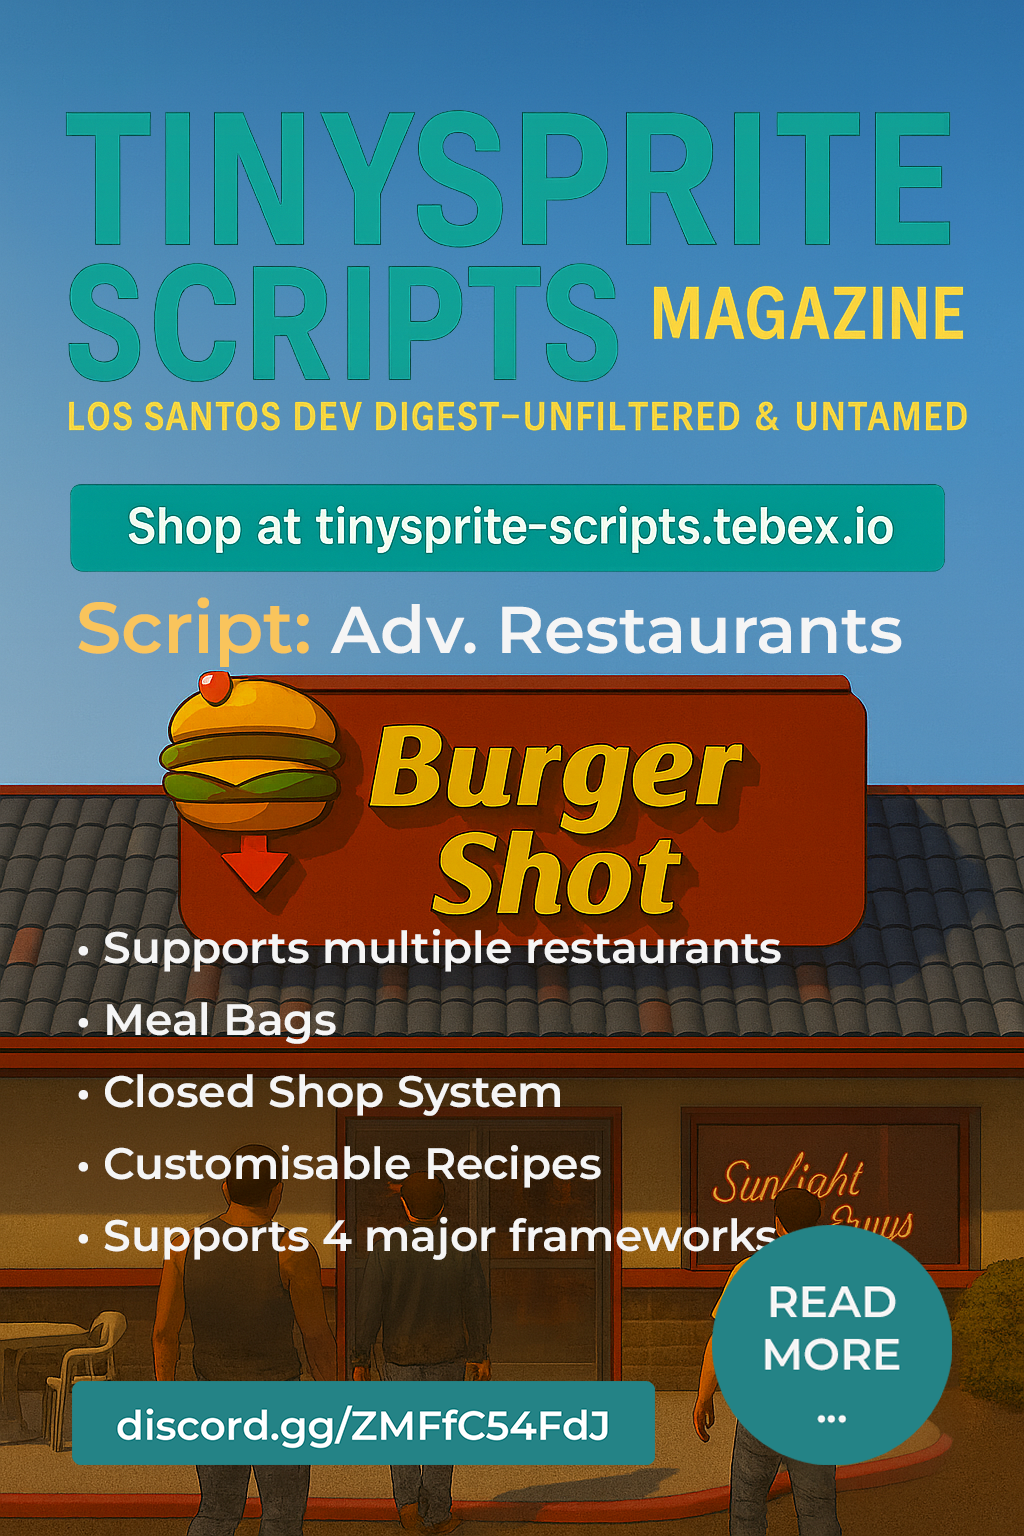 TINYSPRITE
SCRIPTS MAGAZINE
LOS SANTOS DEV DIGEST–UNFILTERED & UNTAMED
Shop at tinysprite-scripts.tebex.io
Script: Adv. Restaurants
Burger
Shot
• Supports multiple restaurants
• Meal Bags
• Closed Shop System
• Customisable Recipes
• Supports 4 major frameworks
READ
MORE
...
discord.gg/ZMFfC54FdJ